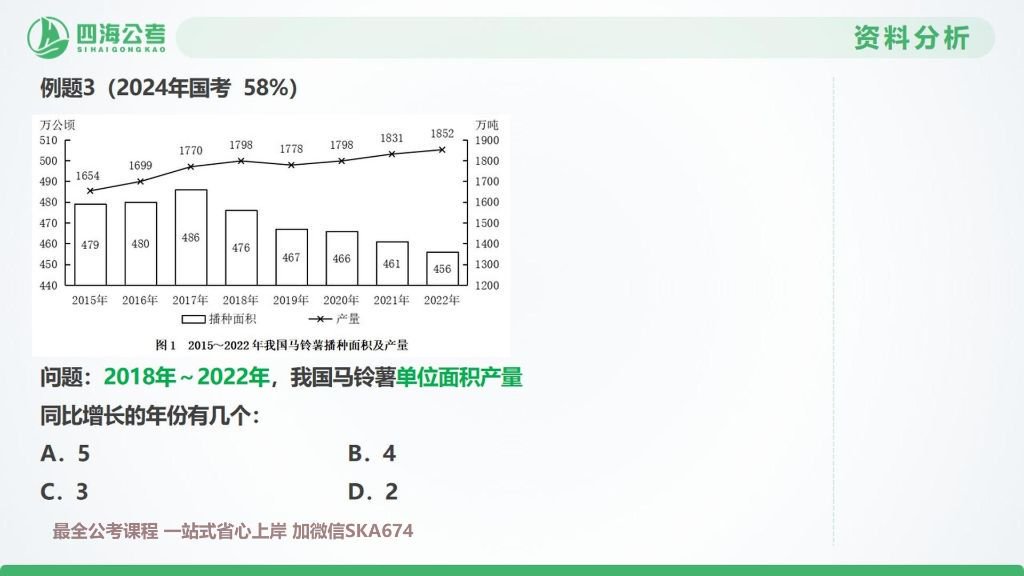 四海公考
SIHAIGONGKAO
资料分析
例题3（2024年国考 58%）
万公顷 万吨
510 1900
500 1800
490 1700
480 1600
470 1500
460 1400
450 1300
440 1200
1654 1699 1770 1798 1778 1798 1831 1852
479 480 486 476 467 466 461 456
2015年 2016年 2017年 2018年 2019年 2020年 2021年 2022年
播种面积 产量
图 1 2015～2022 年我国马铃薯播种面积及产量
问题：2018年～2022年，我国马铃薯单位面积产量
同比增长的年份有几个：
A．5 B．4
C．3 D．2
最全公考课程 一站式省心上岸 加微信SKA674